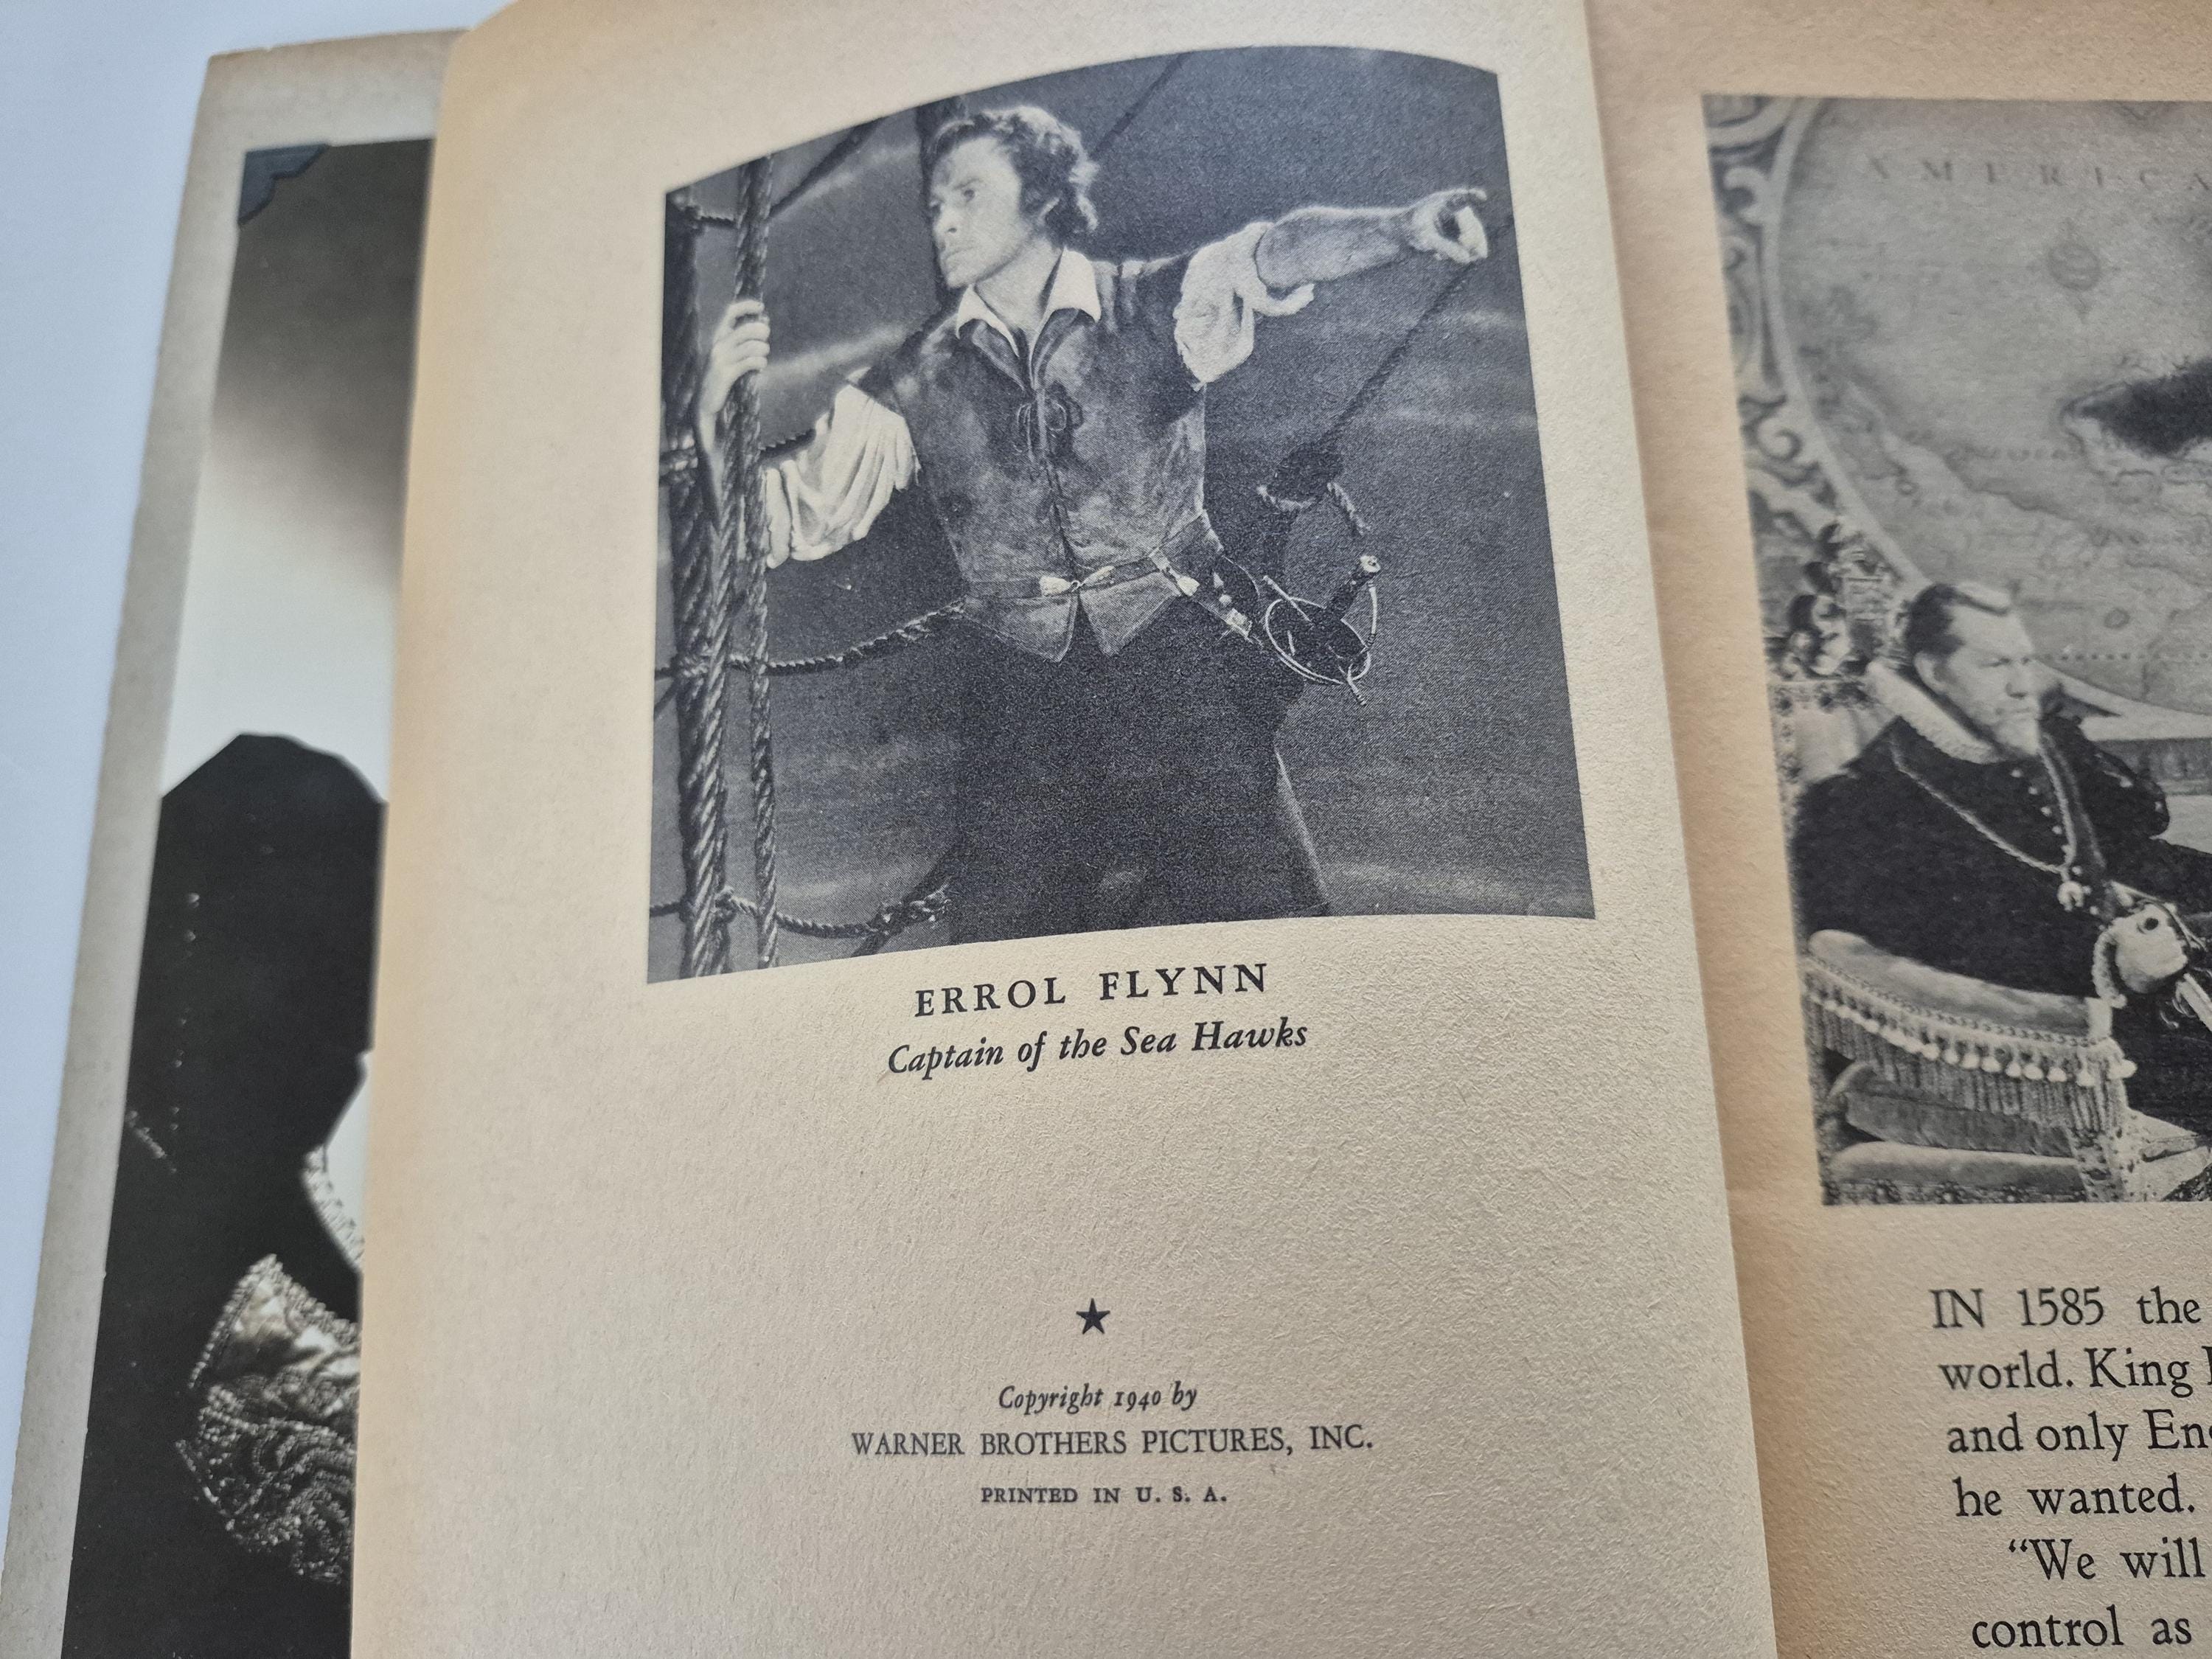 ERROL FLYNN
Captain of the Sea Hawks
★
Copyright 1940 by
WARNER BROTHERS PICTURES, INC.
PRINTED IN U. S. A.
AMERICA
IN 1585 the
world. King
and only
he wanted.
“We will
control as